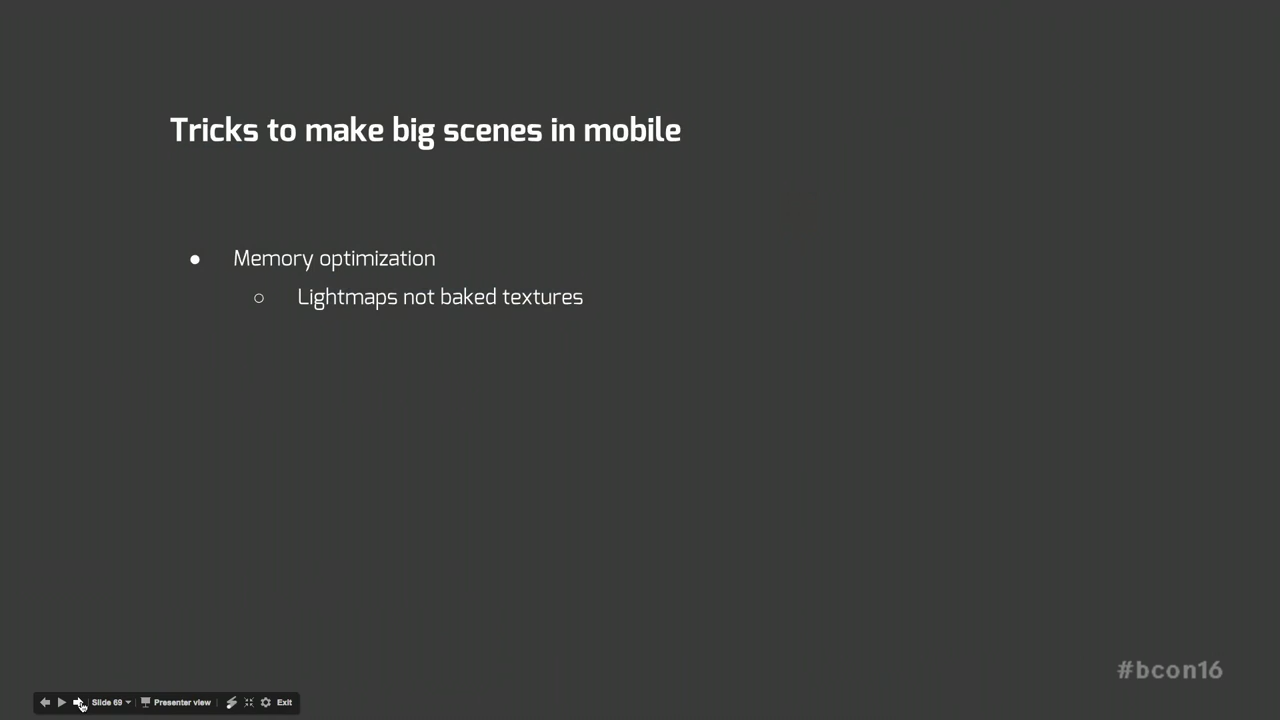 Tricks to make big scenes in mobile
● Memory optimization
○ Lightmaps not baked textures
#bcon16
Slide 69 Presenter view Exit